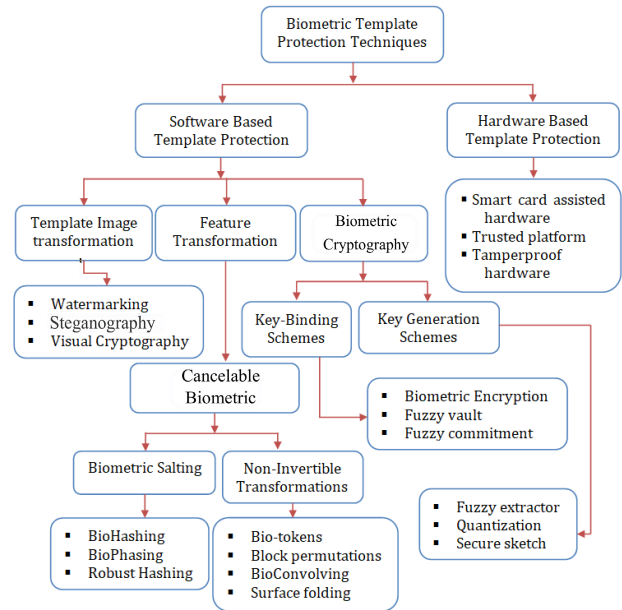 Biometric Template
Protection Techniques
Software Based
Template Protection
Hardware Based
Template Protection
Template Image
transformation
Feature
Transformation
Biometric
Cryptography
▪ Smart card assisted
hardware
▪ Trusted platform
▪ Tamperproof
hardware
▪ Watermarking
▪ Steganography
▪ Visual Cryptography
Key-Binding
Schemes
Key Generation
Schemes
Cancelable
Biometric
▪ Biometric Encryption
▪ Fuzzy vault
▪ Fuzzy commitment
Biometric Salting
Non-Invertible
Transformations
▪ Fuzzy extractor
▪ Quantization
▪ Secure sketch
▪ BioHashing
▪ BioPhasing
▪ Robust Hashing
▪ Bio-tokens
▪ Block permutations
▪ BioConvolving
▪ Surface folding